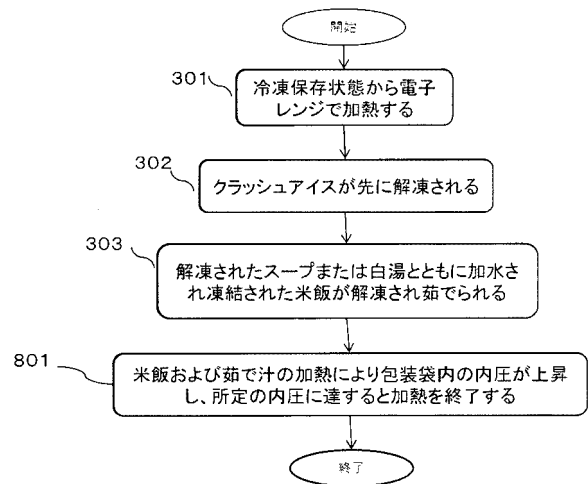 開始
301
冷凍保存状態から電子
レンジで加熱する
302
クラッシュアイスが先に解凍される
303
解凍されたスープまたは白湯とともに加水さ
れ凍結された米飯が解凍され茹でられる
801
米飯および茹で汁の加熱により包装袋内の内圧が上昇
し、所定の内圧に達すると加熱を終了する
終了